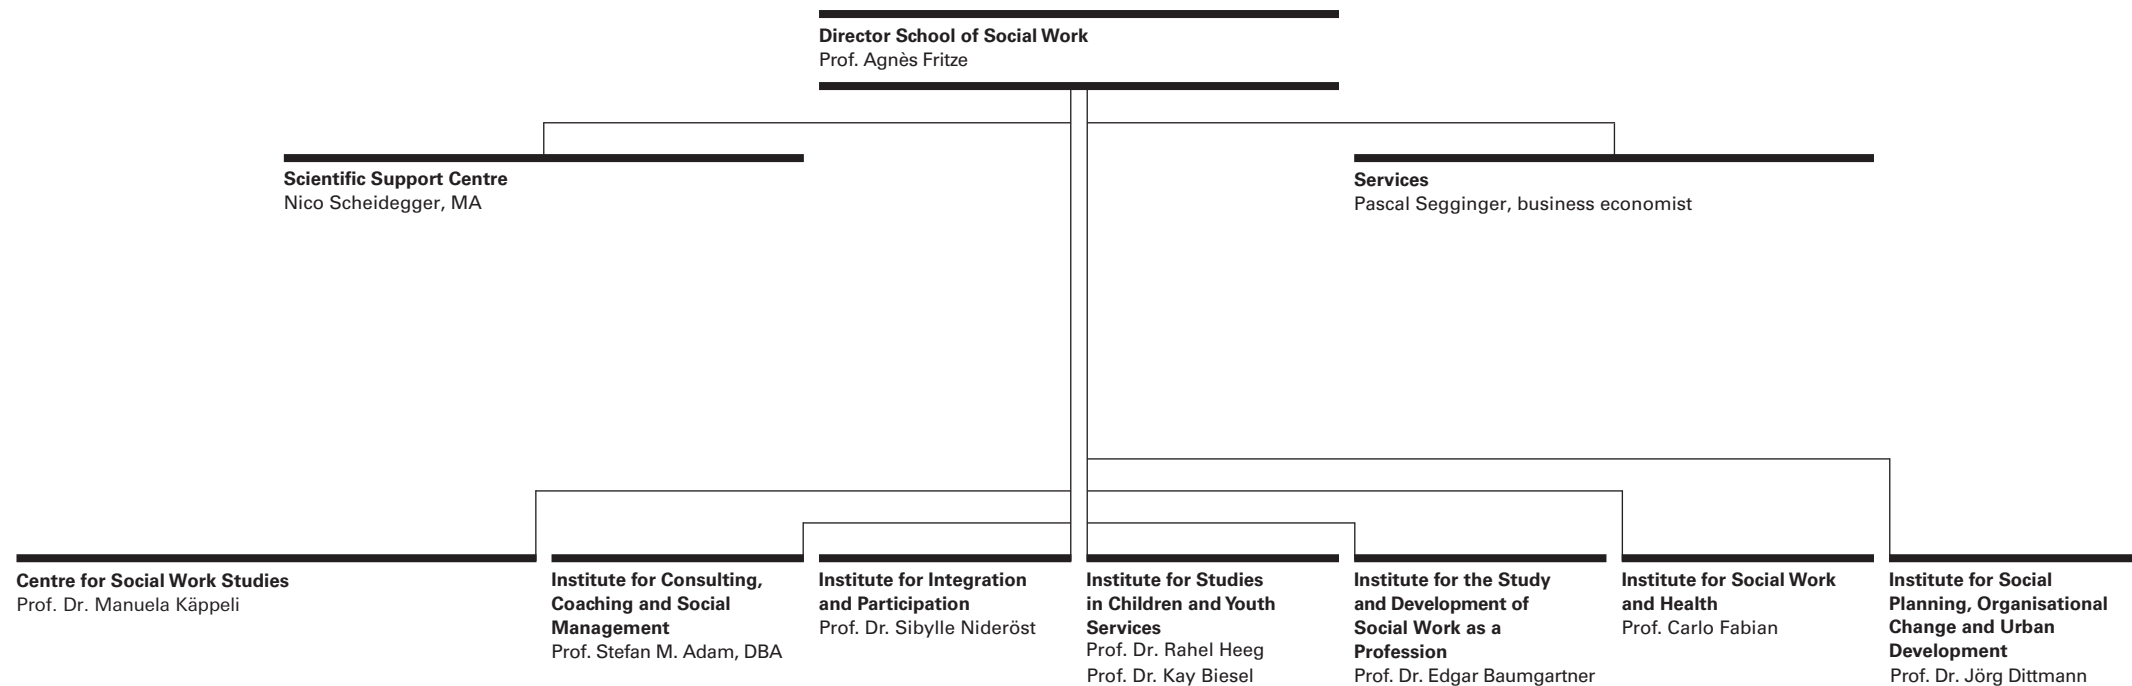 Director School of Social Work
Prof. Agnès Fritze
Scientific Support Centre
Nico Scheidegger, MA
Services
Pascal Segginger, business economist
Centre for Social Work Studies
Prof. Dr. Manuela Käppeli
Institute for Consulting,
Coaching and Social
Management
Prof. Stefan M. Adam, DBA
Institute for Integration
and Participation
Prof. Dr. Sibylle Nideröst
Institute for Studies
in Children and Youth
Services
Prof. Dr. Rahel Heeg
Prof. Dr. Kay Biesel
Institute for the Study
and Development of
Social Work as a
Profession
Prof. Dr. Edgar Baumgartner
Institute for Social Work
and Health
Prof. Carlo Fabian
Institute for Social
Planning, Organisational
Change and Urban
Development
Prof. Dr. Jörg Dittmann